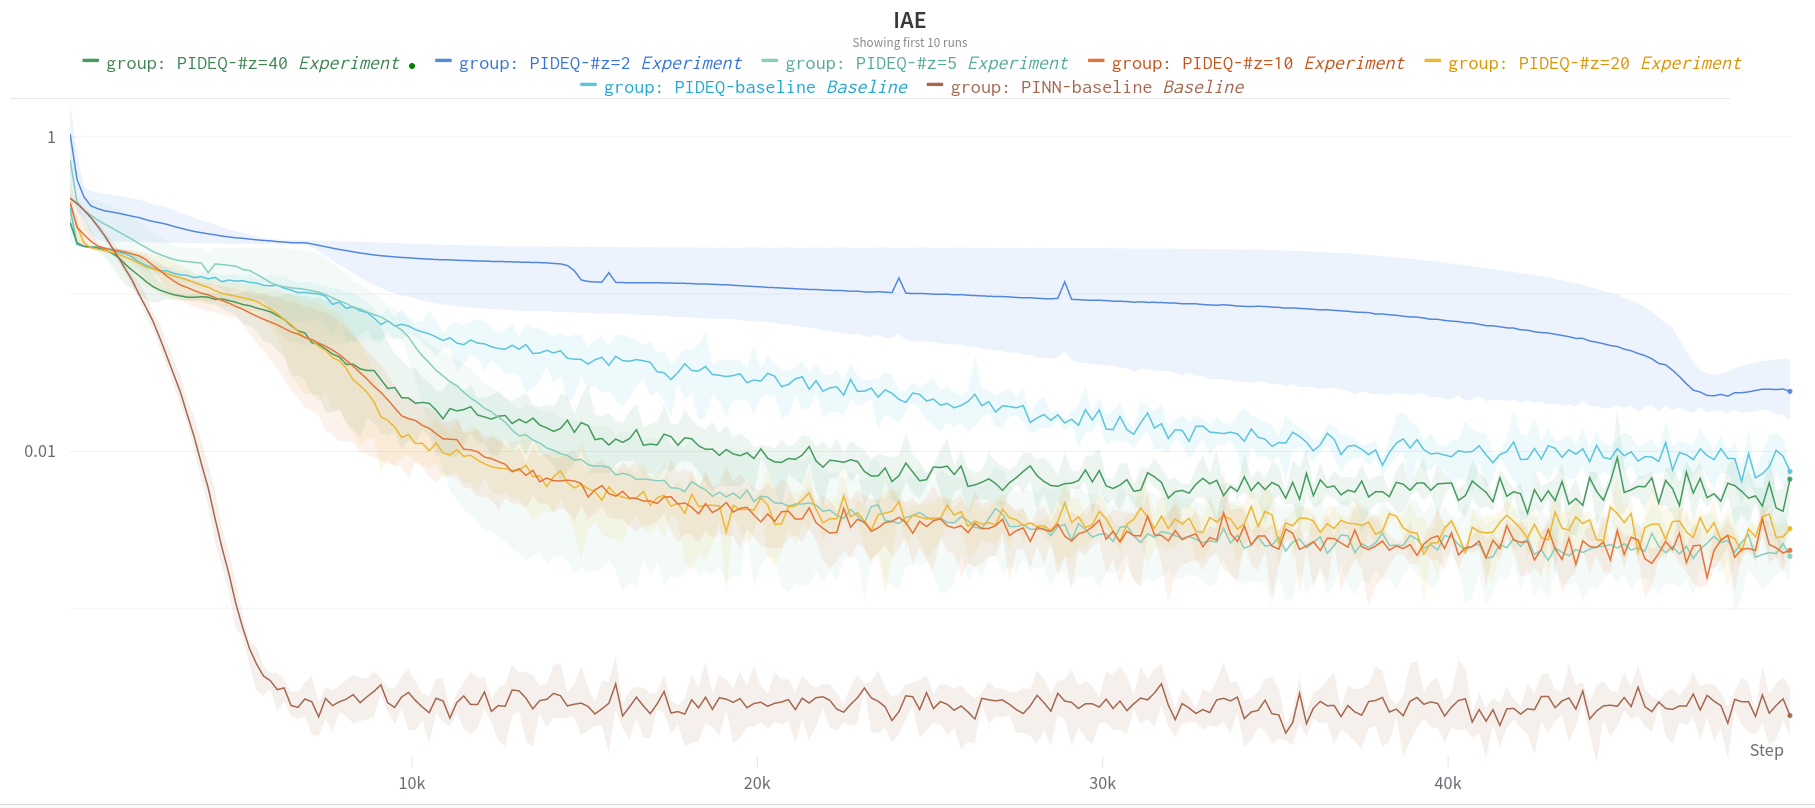 IAE
Showing first 10 runs
group: PIDEQ-#z=40 Experiment group: PIDEQ-#z=2 Experiment group: PIDEQ-#z=5 Experiment group: PIDEQ-#z=10 Experiment group: PIDEQ-#z=20 Experiment
group: PIDEQ-baseline Baseline group: PINN-baseline Baseline
1
0.01
Step
10k 20k 30k 40k